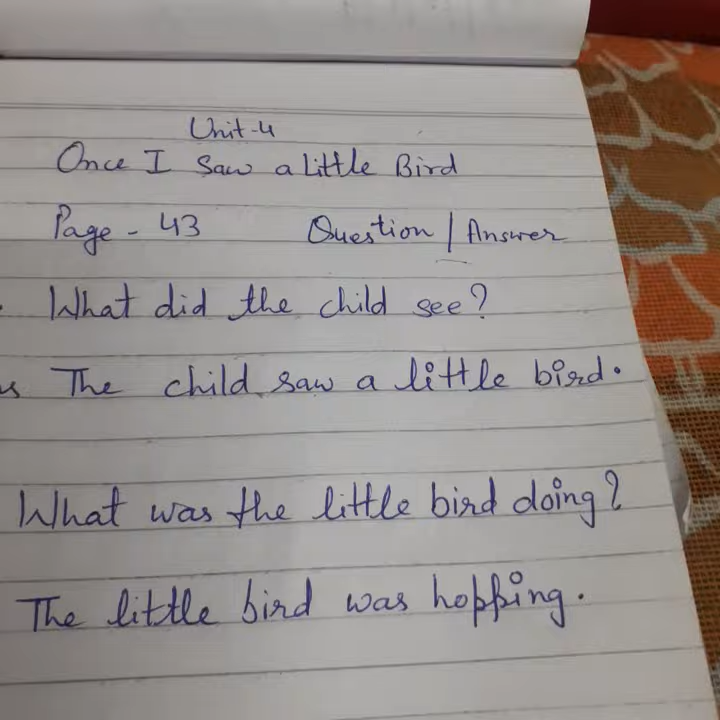 Unit-4
Once I Saw a Little Bird
Page - 43 Question | Answer
What did the child see?
The child saw a little bird.
What was the little bird doing?
The little bird was hopping.